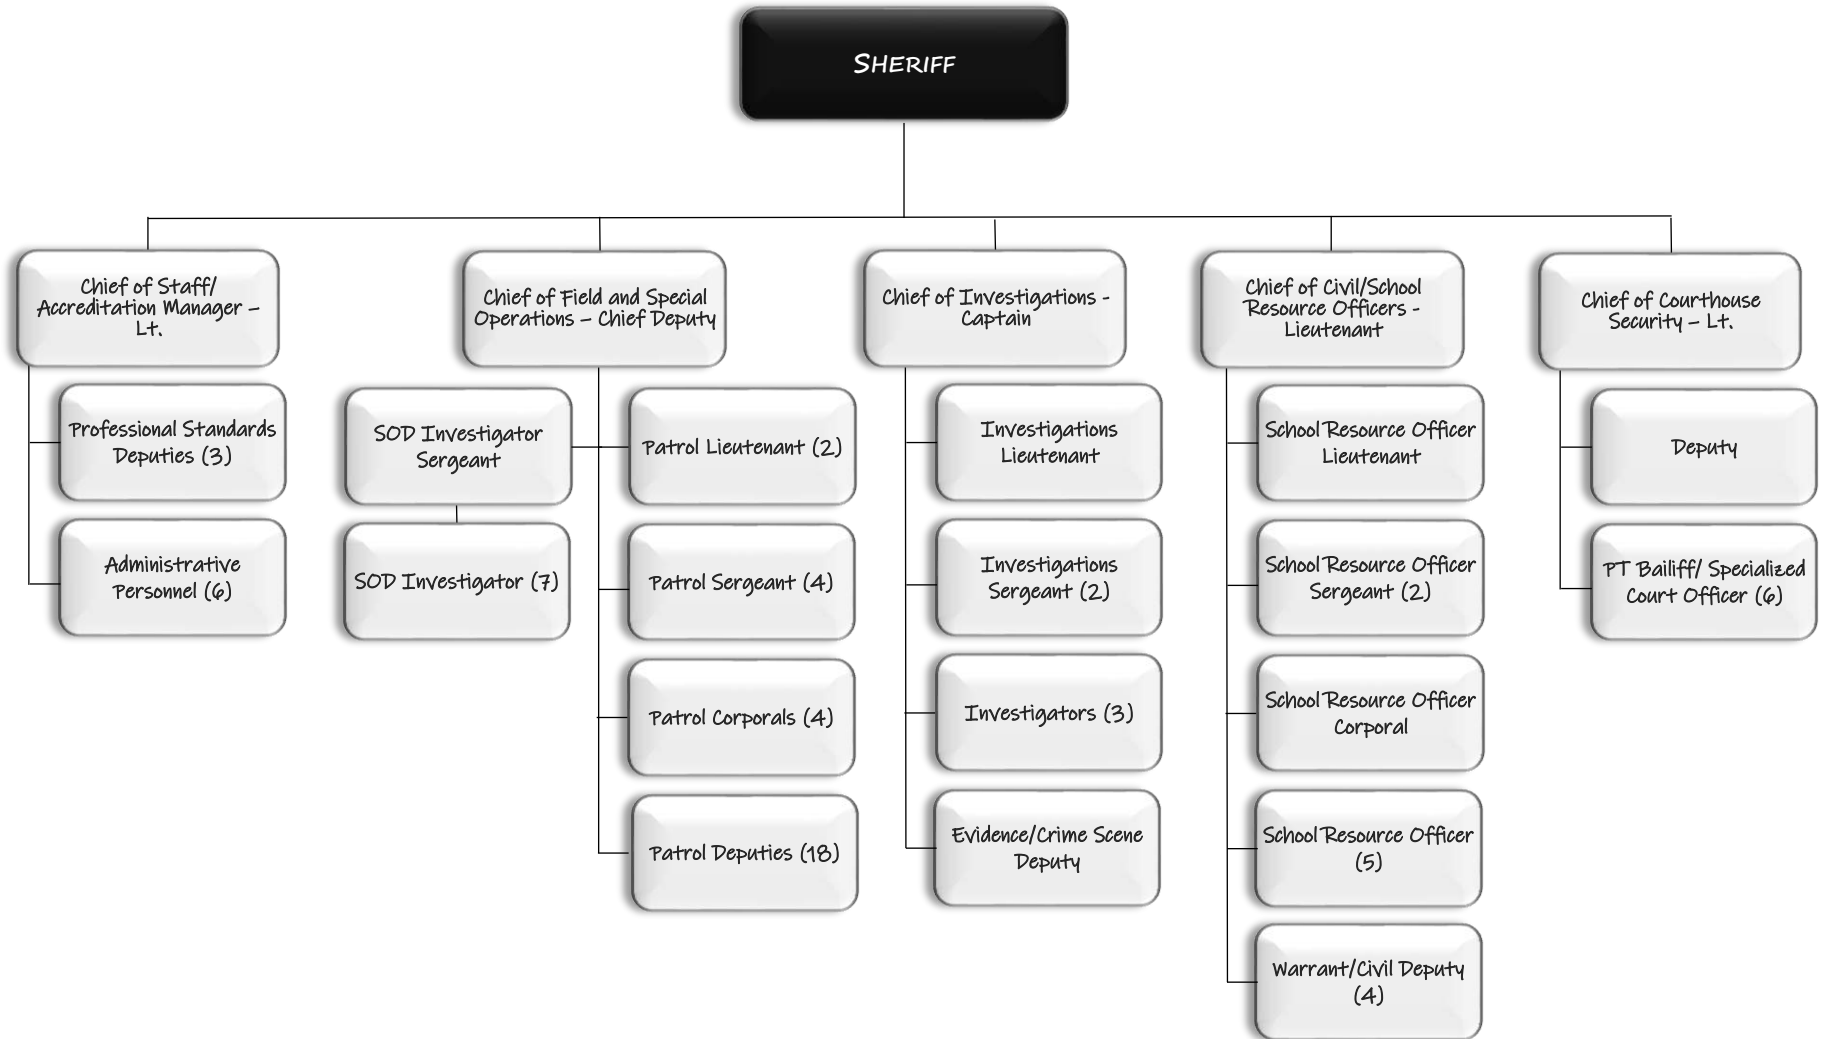 SHERIFF
Chief of Staff/
Accreditation Manager –
Lt.
Professional Standards
Deputies (3)
Administrative
Personnel (6)
Chief of Field and Special
Operations – Chief Deputy
SOD Investigator
Sergeant
SOD Investigator (7)
Patrol Lieutenant (2)
Patrol Sergeant (4)
Patrol Corporals (4)
Patrol Deputies (18)
Chief of Investigations -
Captain
Investigations
Lieutenant
Investigations
Sergeant (2)
Investigators (3)
Evidence/Crime Scene
Deputy
Chief of Civil/School
Resource Officers -
Lieutenant
School Resource Officer
Lieutenant
School Resource Officer
Sergeant (2)
School Resource Officer
Corporal
School Resource Officer
(5)
Warrant/Civil Deputy
(4)
Chief of Courthouse
Security – Lt.
Deputy
PT Bailiff/ Specialized
Court Officer (6)